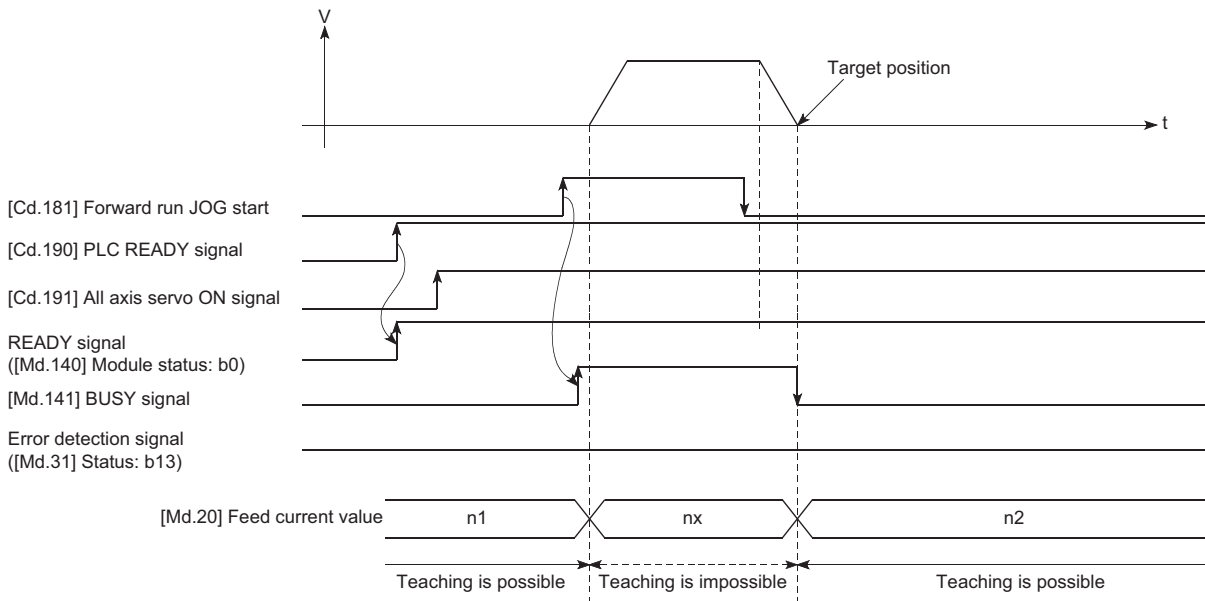 V
Target position
t
[Cd.181] Forward run JOG start
[Cd.190] PLC READY signal
[Cd.191] All axis servo ON signal
READY signal
([Md.140] Module status: b0)
[Md.141] BUSY signal
Error detection signal
([Md.31] Status: b13)
[Md.20] Feed current value
n1
nx
n2
Teaching is possible
Teaching is impossible
Teaching is possible